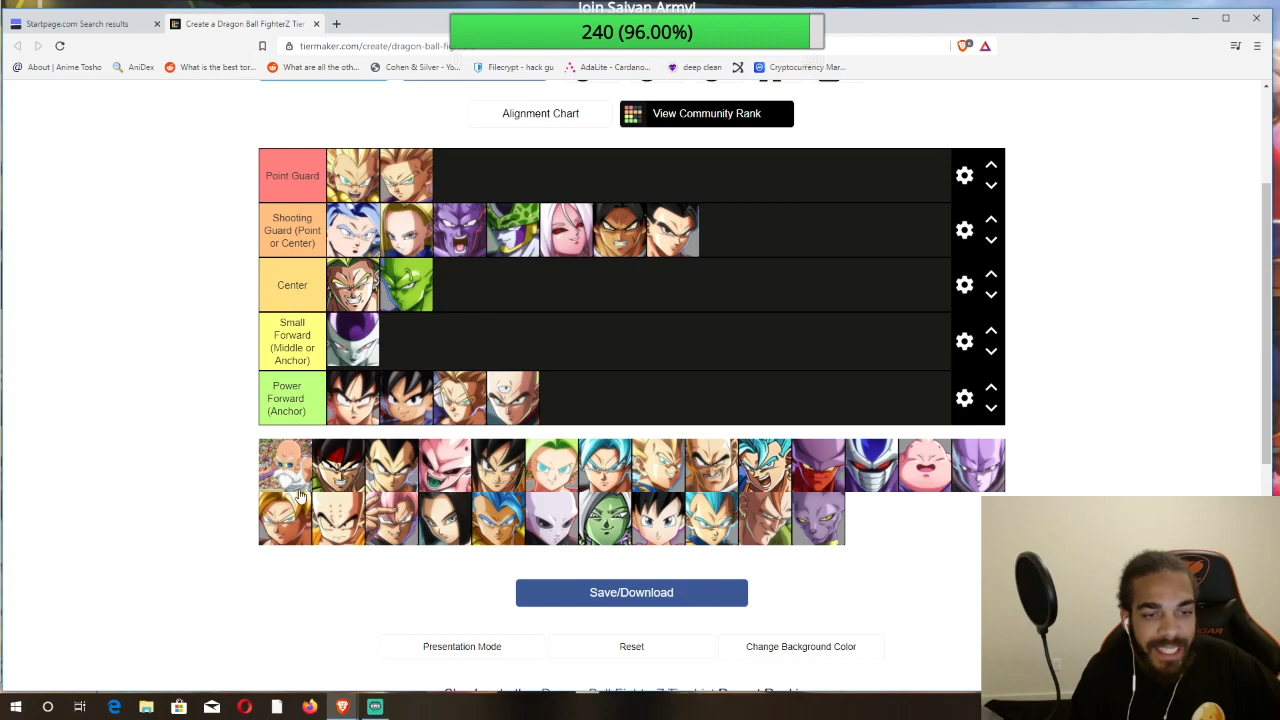 Join Saiyan Army!
240 (96.00%)
Startpage.com Search results
Create a Dragon Ball FighterZ Tier
tiermaker.com/create/dragon-ball-fig
About | Anime Tosho
AniDex
What is the best tor...
What are all the oth...
Cohen & Silver - Yo...
Filecrypt - hack gu
AdaLite - Cardano...
deep clean
Cryptocurrency Mar...
Alignment Chart
View Community Rank
Point Guard
Shooting
Guard (Point
or Center)
Center
Small
Forward
(Middle or
Anchor)
Power
Forward
(Anchor)
Save/Download
Presentation Mode
Reset
Change Background Color